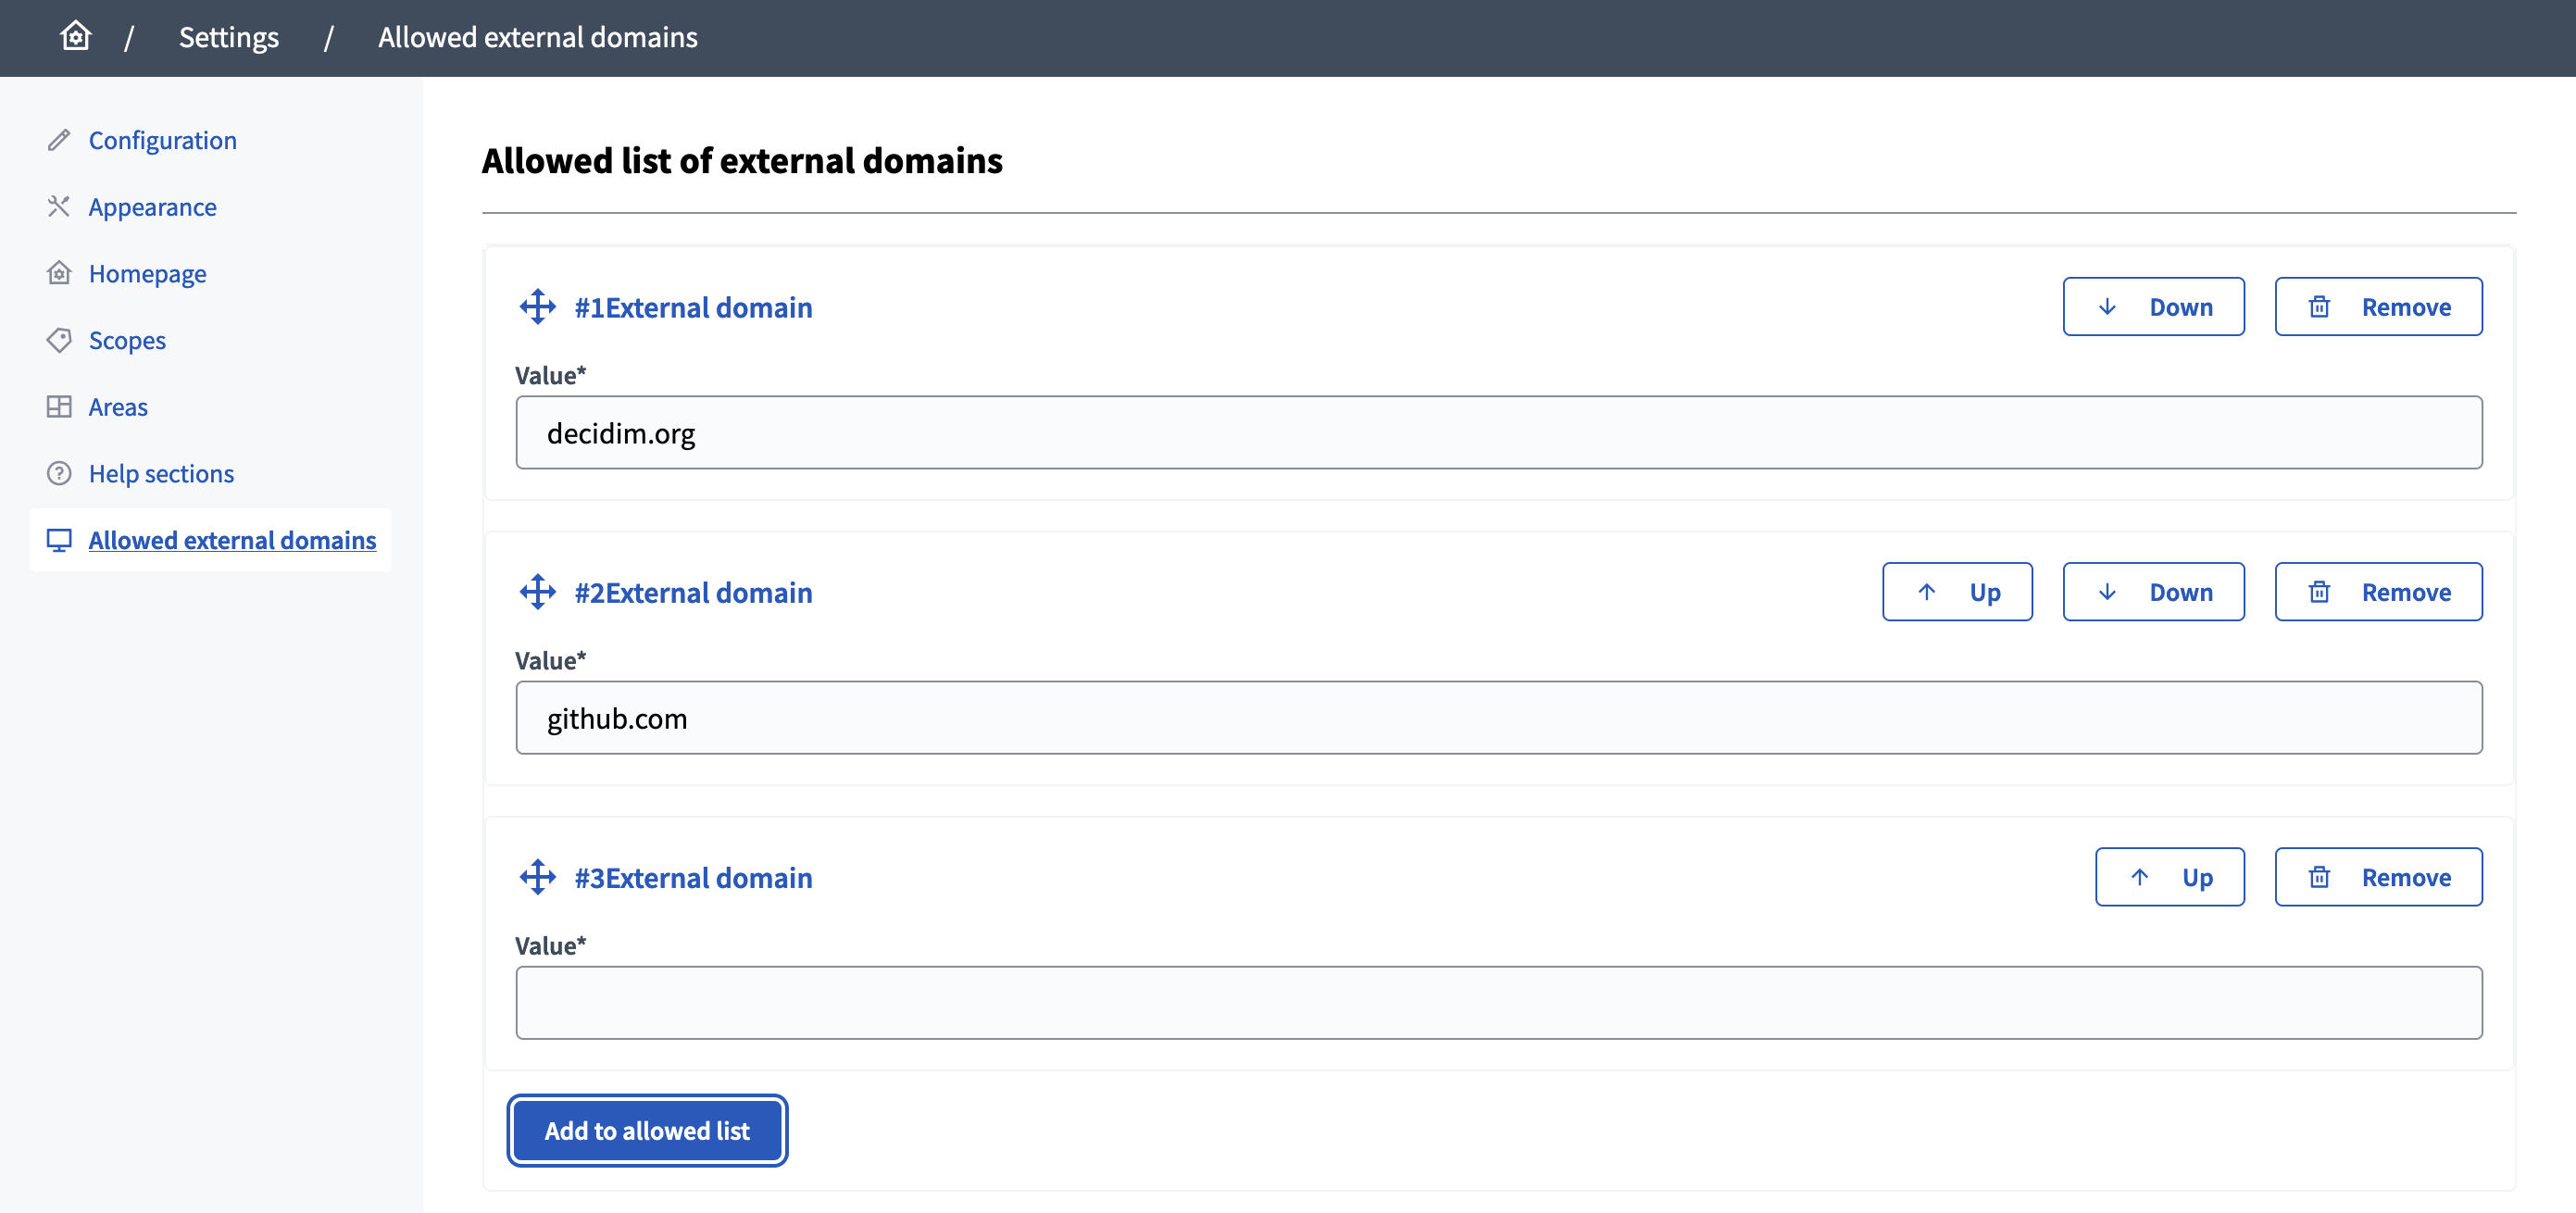 / Settings / Allowed external domains
Configuration
Appearance
Homepage
Scopes
Areas
Help sections
Allowed external domains
Allowed list of external domains
#1External domain
Down
Remove
Value*
decidim.org
#2External domain
Up
Down
Remove
Value*
github.com
#3External domain
Up
Remove
Value*
Add to allowed list